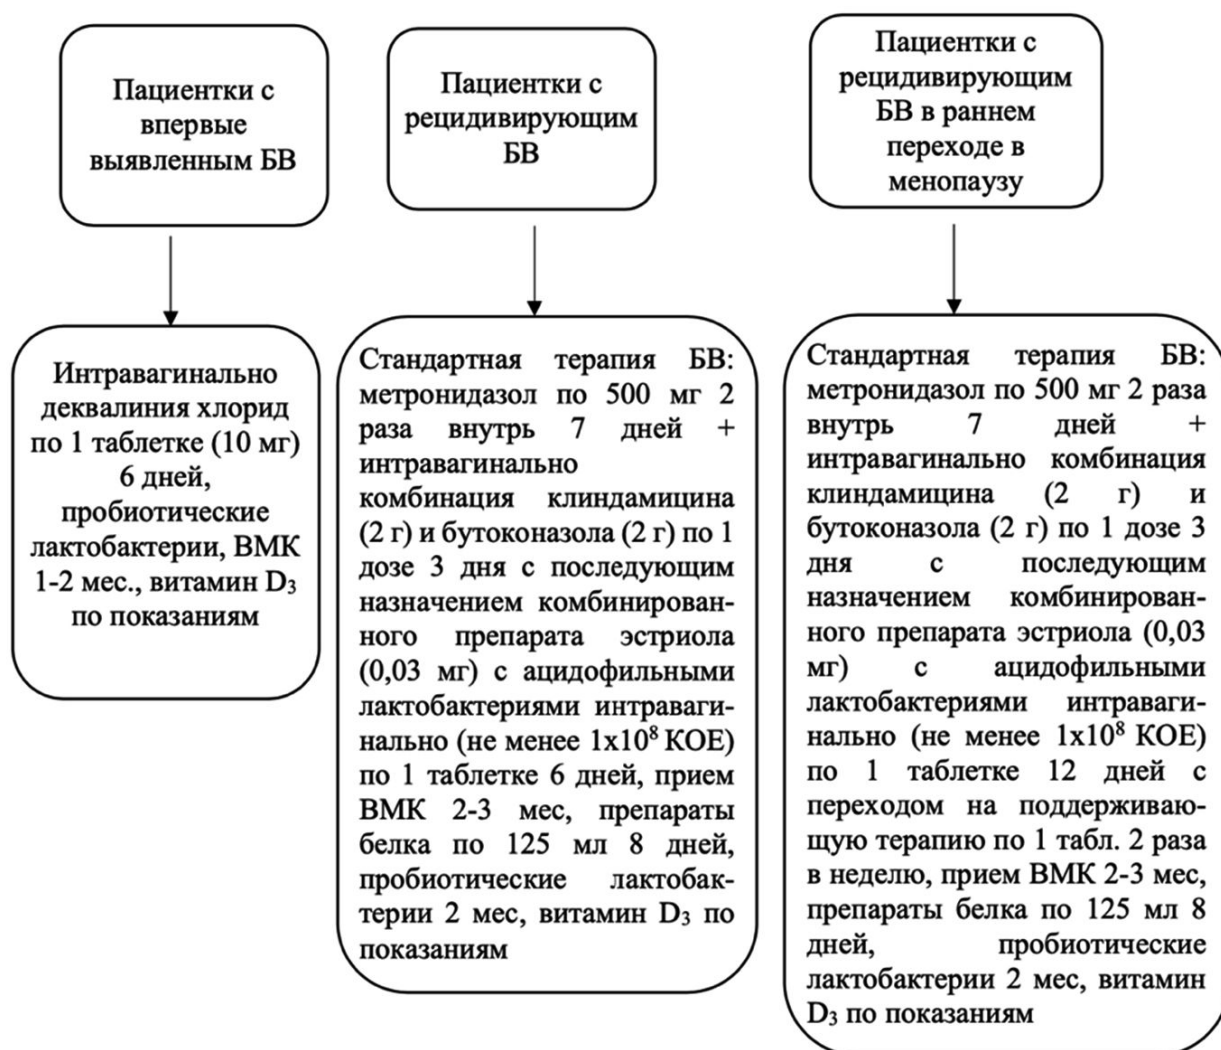 Пациентки с
впервые
выявленным БВ
Пациентки с
рецидивирующим
БВ
Пациентки с
рецидивирующим
БВ в раннем
переходе в
менопаузу
Интравагинально
деквалиния хлорид
по 1 таблетке (10 мг)
6 дней,
пробиотические
лактобактерии, ВМК
1-2 мес., витамин D₃
по показаниям
Стандартная терапия БВ:
метронидазол по 500 мг 2
раза внутрь 7 дней +
интравагинально
комбинация клиндамицина
(2 г) и бутоконазола (2 г) по 1
дозе 3 дня с последующим
назначением комбинирован-
ного препарата эстриола
(0,03 мг) с ацидофильными
лактобактериями интраваги-
нально (не менее 1х10⁸ КОЕ)
по 1 таблетке 6 дней, прием
ВМК 2-3 мес, препараты
белка по 125 мл 8 дней,
пробиотические лактобак-
терии 2 мес, витамин D₃ по
показаниям
Стандартная терапия БВ:
метронидазол по 500 мг 2 раза
внутрь 7 дней +
интравагинально комбинация
клиндамицина (2 г) и
бутоконазола (2 г) по 1 дозе 3
дня с последующим
назначением комбинирован-
ного препарата эстриола (0,03
мг) с ацидофильными
лактобактериями интраваги-
нально (не менее 1х10⁸ КОЕ)
по 1 таблетке 12 дней с
переходом на поддерживаю-
щую терапию по 1 табл. 2 раза
в неделю, прием ВМК 2-3 мес,
препараты белка по 125 мл 8
дней, пробиотические
лактобактерии 2 мес, витамин
D₃ по показаниям